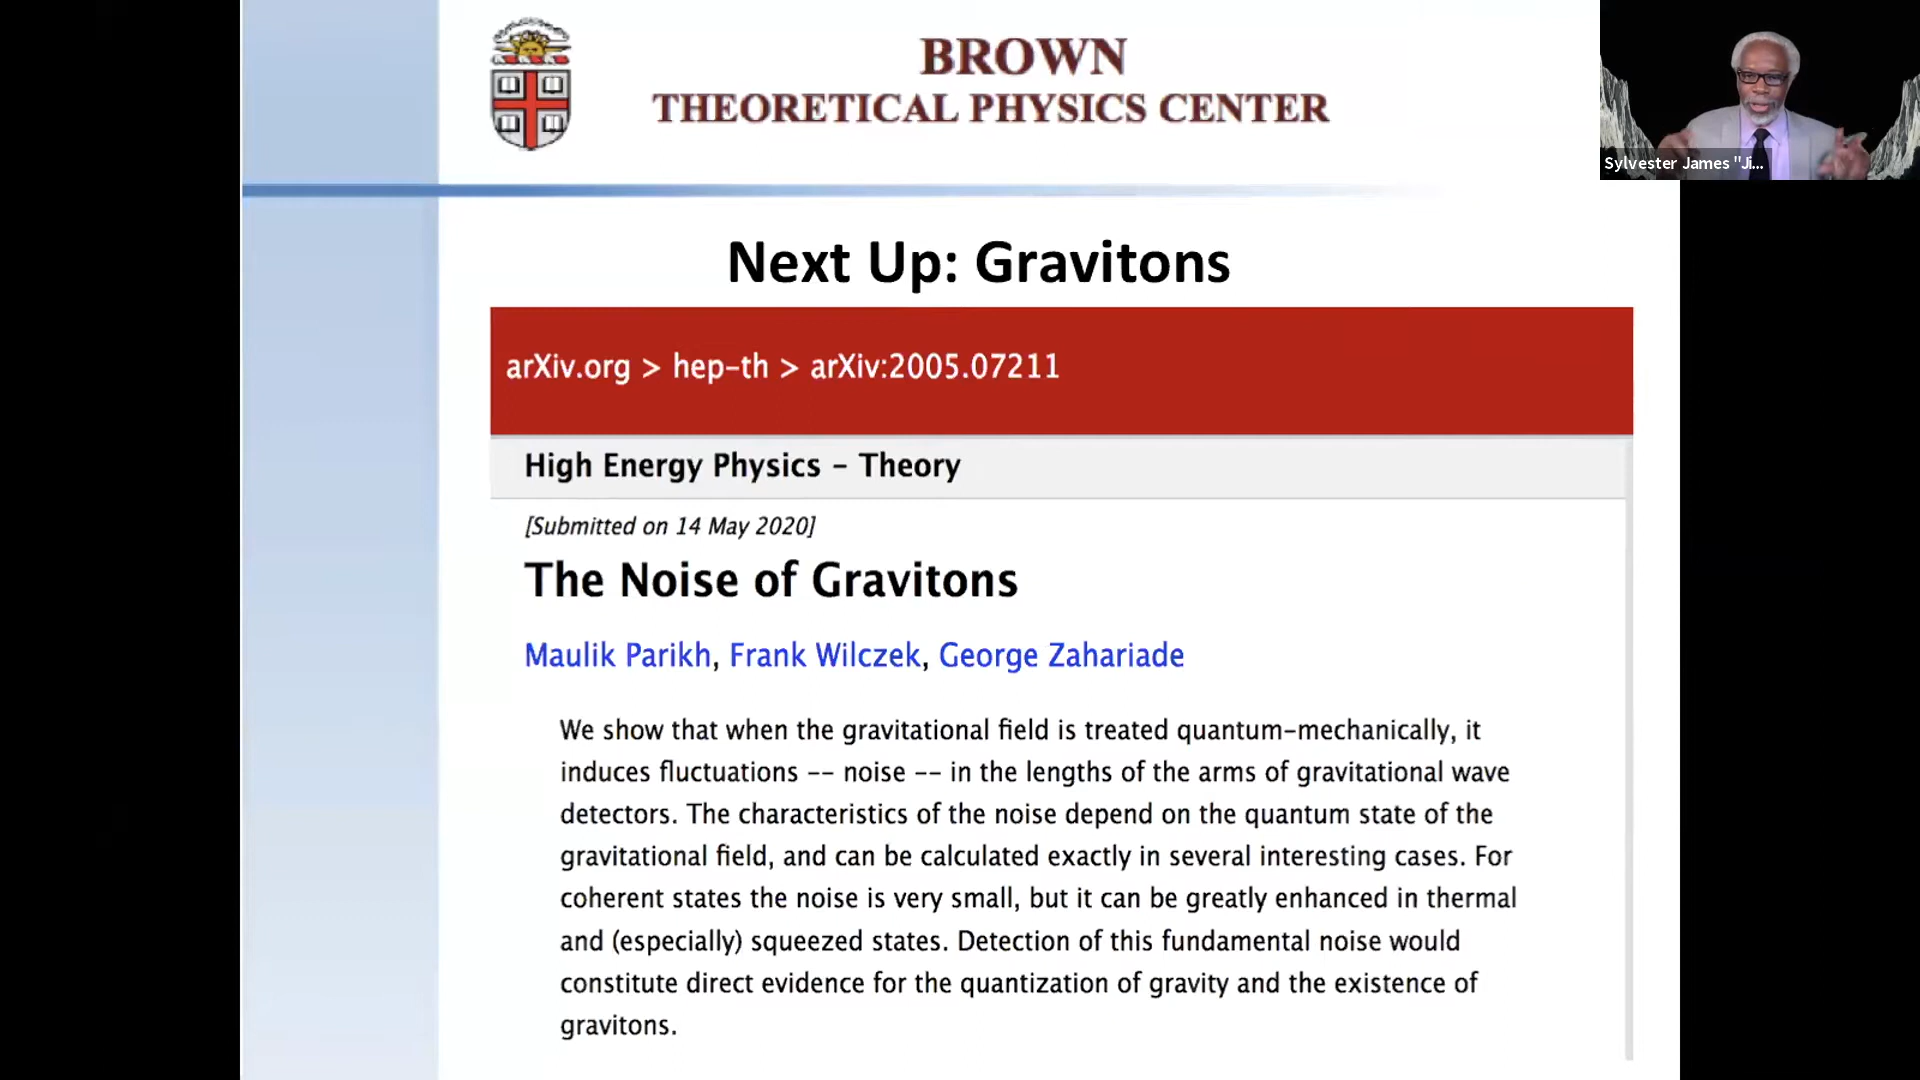 BROWN
THEORETICAL PHYSICS CENTER
Sylvester James "Ji...
Next Up: Gravitons
arXiv.org > hep-th > arXiv:2005.07211
High Energy Physics - Theory
[Submitted on 14 May 2020]
The Noise of Gravitons
Maulik Parikh, Frank Wilczek, George Zahariade
We show that when the gravitational field is treated quantum-mechanically, it
induces fluctuations -- noise -- in the lengths of the arms of gravitational wave
detectors. The characteristics of the noise depend on the quantum state of the
gravitational field, and can be calculated exactly in several interesting cases. For
coherent states the noise is very small, but it can be greatly enhanced in thermal
and (especially) squeezed states. Detection of this fundamental noise would
constitute direct evidence for the quantization of gravity and the existence of
gravitons.